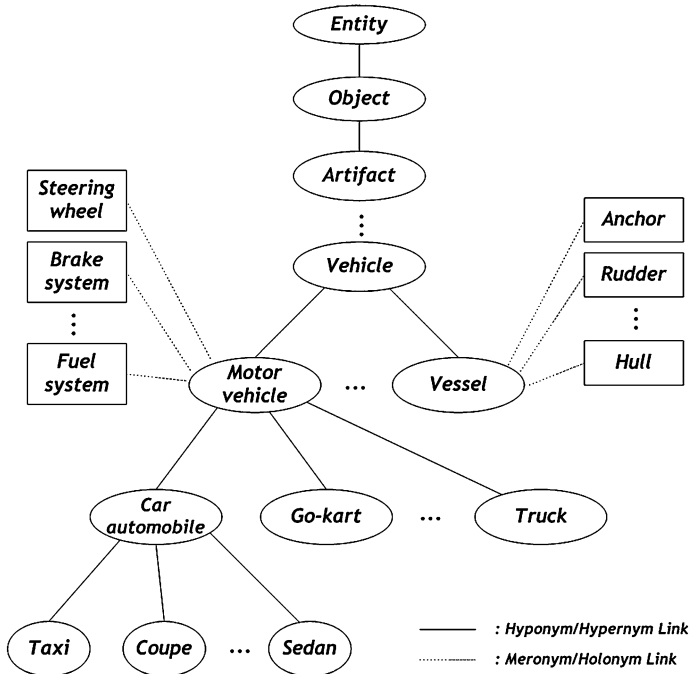 Entity
Object
Artifact
Steering
wheel
Anchor
Brake
system
Vehicle
Rudder
Fuel
system
Motor
vehicle
...
Vessel
Hull
Car
automobile
Go-kart
...
Truck
Taxi
Coupe
...
Sedan
: Hyponym/Hypernym Link
: Meronym/Holonym Link